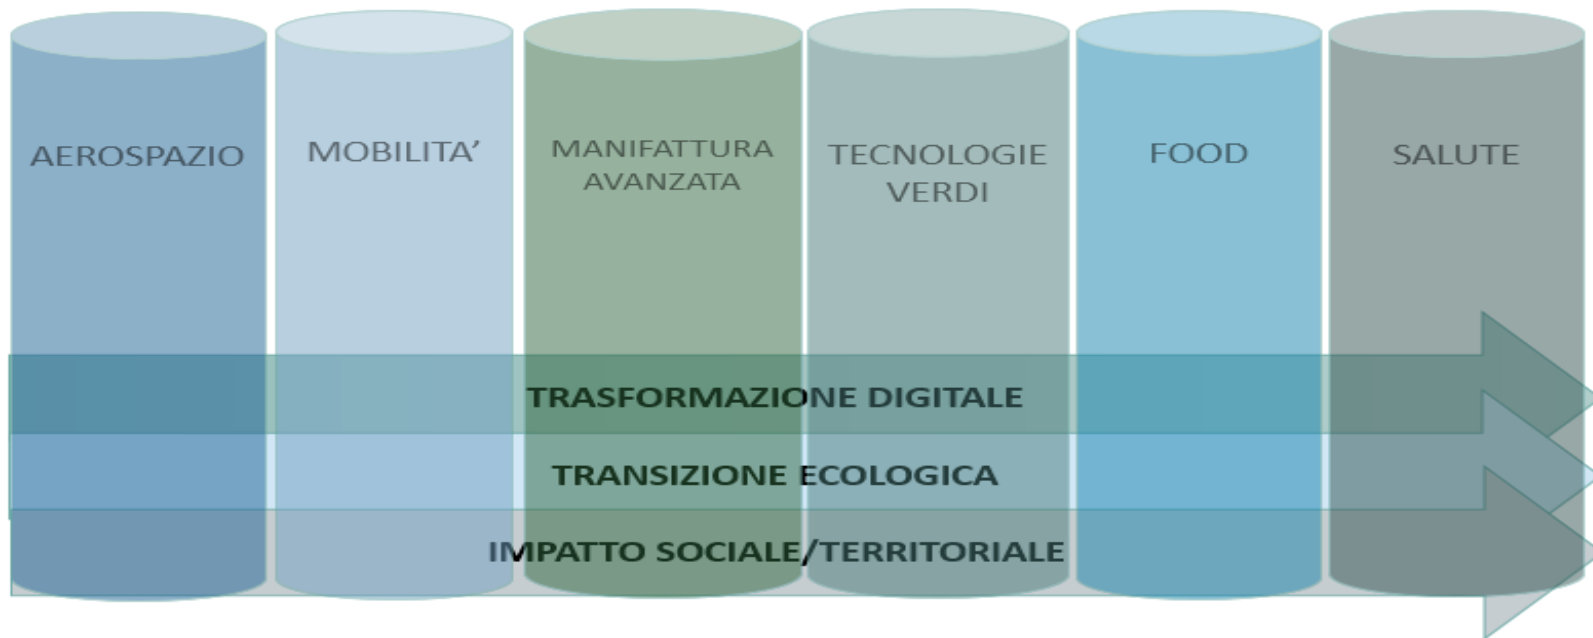 AEROSPAZIO
MOBILITA’
MANIFATTURA
AVANZATA
TECNOLOGIE
VERDI
FOOD
SALUTE
TRASFORMAZIONE DIGITALE
TRANSIZIONE ECOLOGICA
IMPATTO SOCIALE/TERRITORIALE